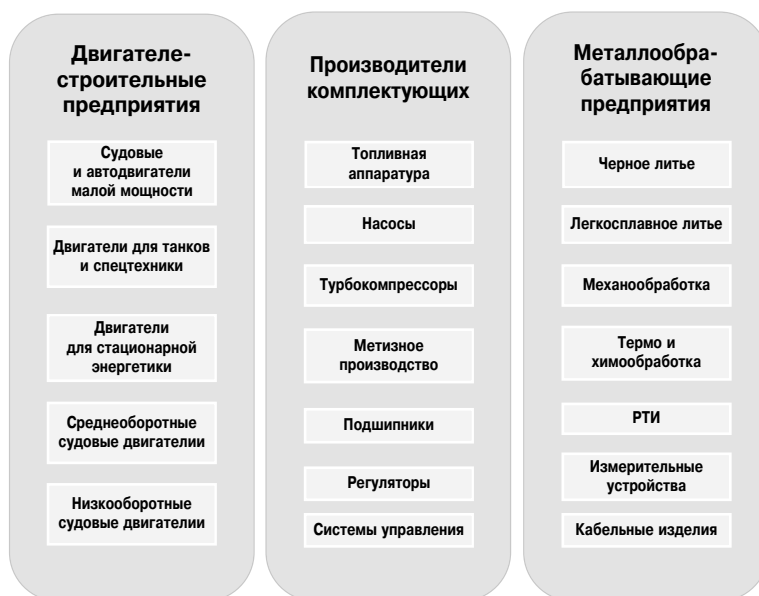 Двигателе-
строительные
предприятия
Судовые
и автодвигатели
малой мощности
Двигатели для танков
и спецтехники
Двигатели
для стационарной
энергетики
Среднеоборотные
судовые двигателии
Низкооборотные
судовые двигателии
Производители
комплектующих
Топливная
аппаратура
Насосы
Турбокомпрессоры
Метизное
производство
Подшипники
Регуляторы
Системы управления
Металлообра-
батывающие
предприятия
Черное литье
Легкосплавное литье
Механообработка
Термо и
химообработка
РТИ
Измерительные
устройства
Кабельные изделия